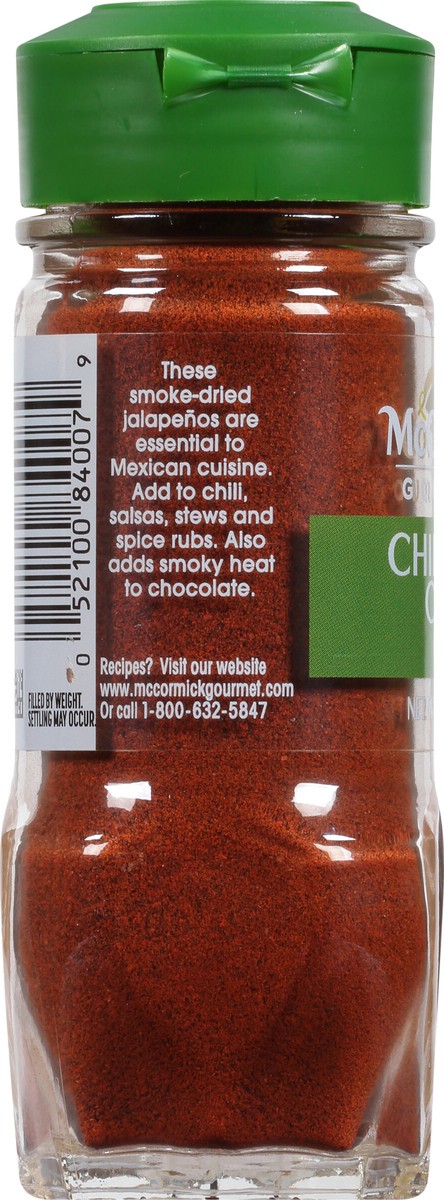 These
smoke-dried
jalapeños are
essential to
Mexican cuisine.
Add to chili,
salsas, stews and
spice rubs. Also
adds smoky heat
to chocolate.
Recipes? Visit our website
www.mccormickgourmet.com
Or call 1-800-632-5847
FILLED BY WEIGHT.
SETTLING MAY OCCUR.
0 52100 84007 9